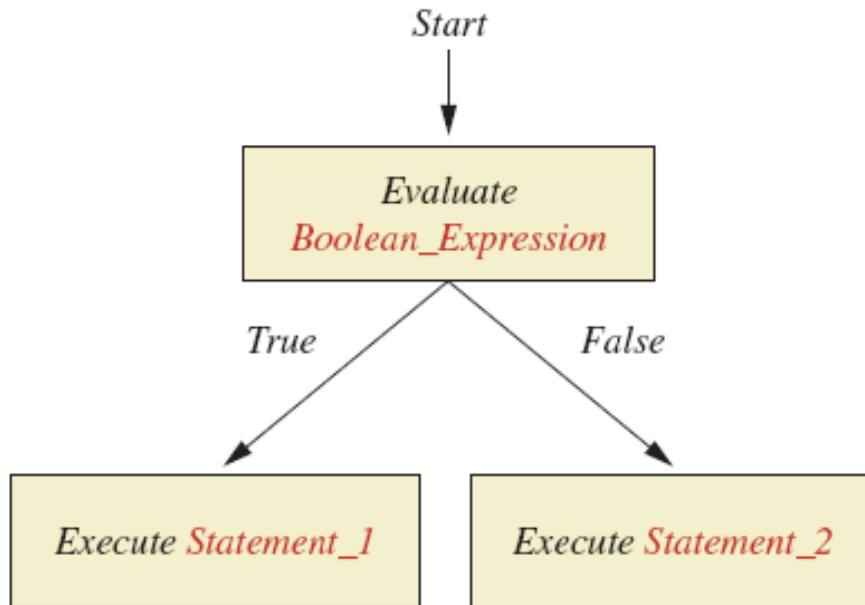 Start
Evaluate
Boolean_Expression
True
False
Execute Statement_1
Execute Statement_2